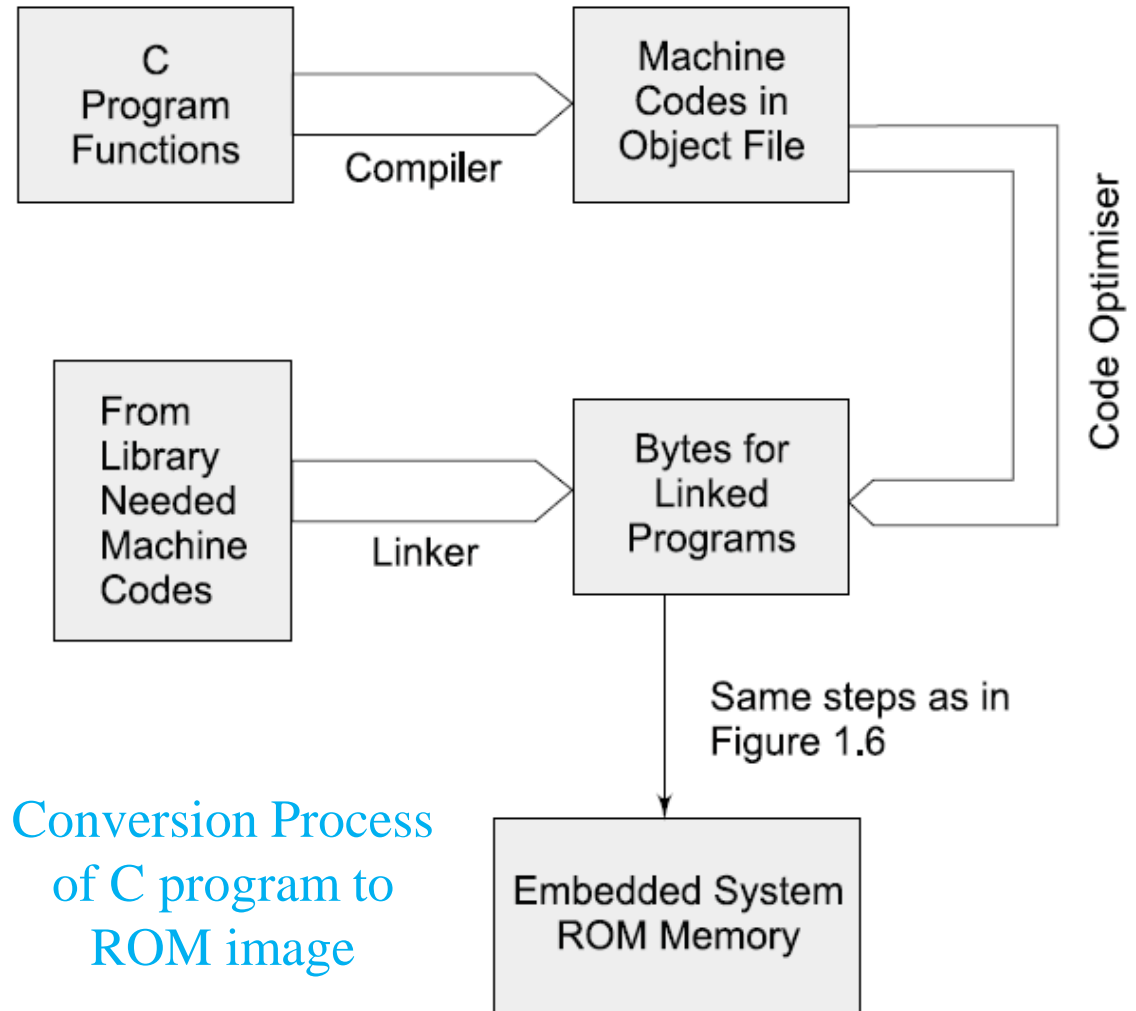 C
Program
Functions
Compiler
Machine
Codes in
Object File
Code Optimiser
From
Library
Needed
Machine
Codes
Linker
Bytes for
Linked
Programs
Same steps as in
Figure 1.6
Conversion Process
of C program to
ROM image
Embedded System
ROM Memory